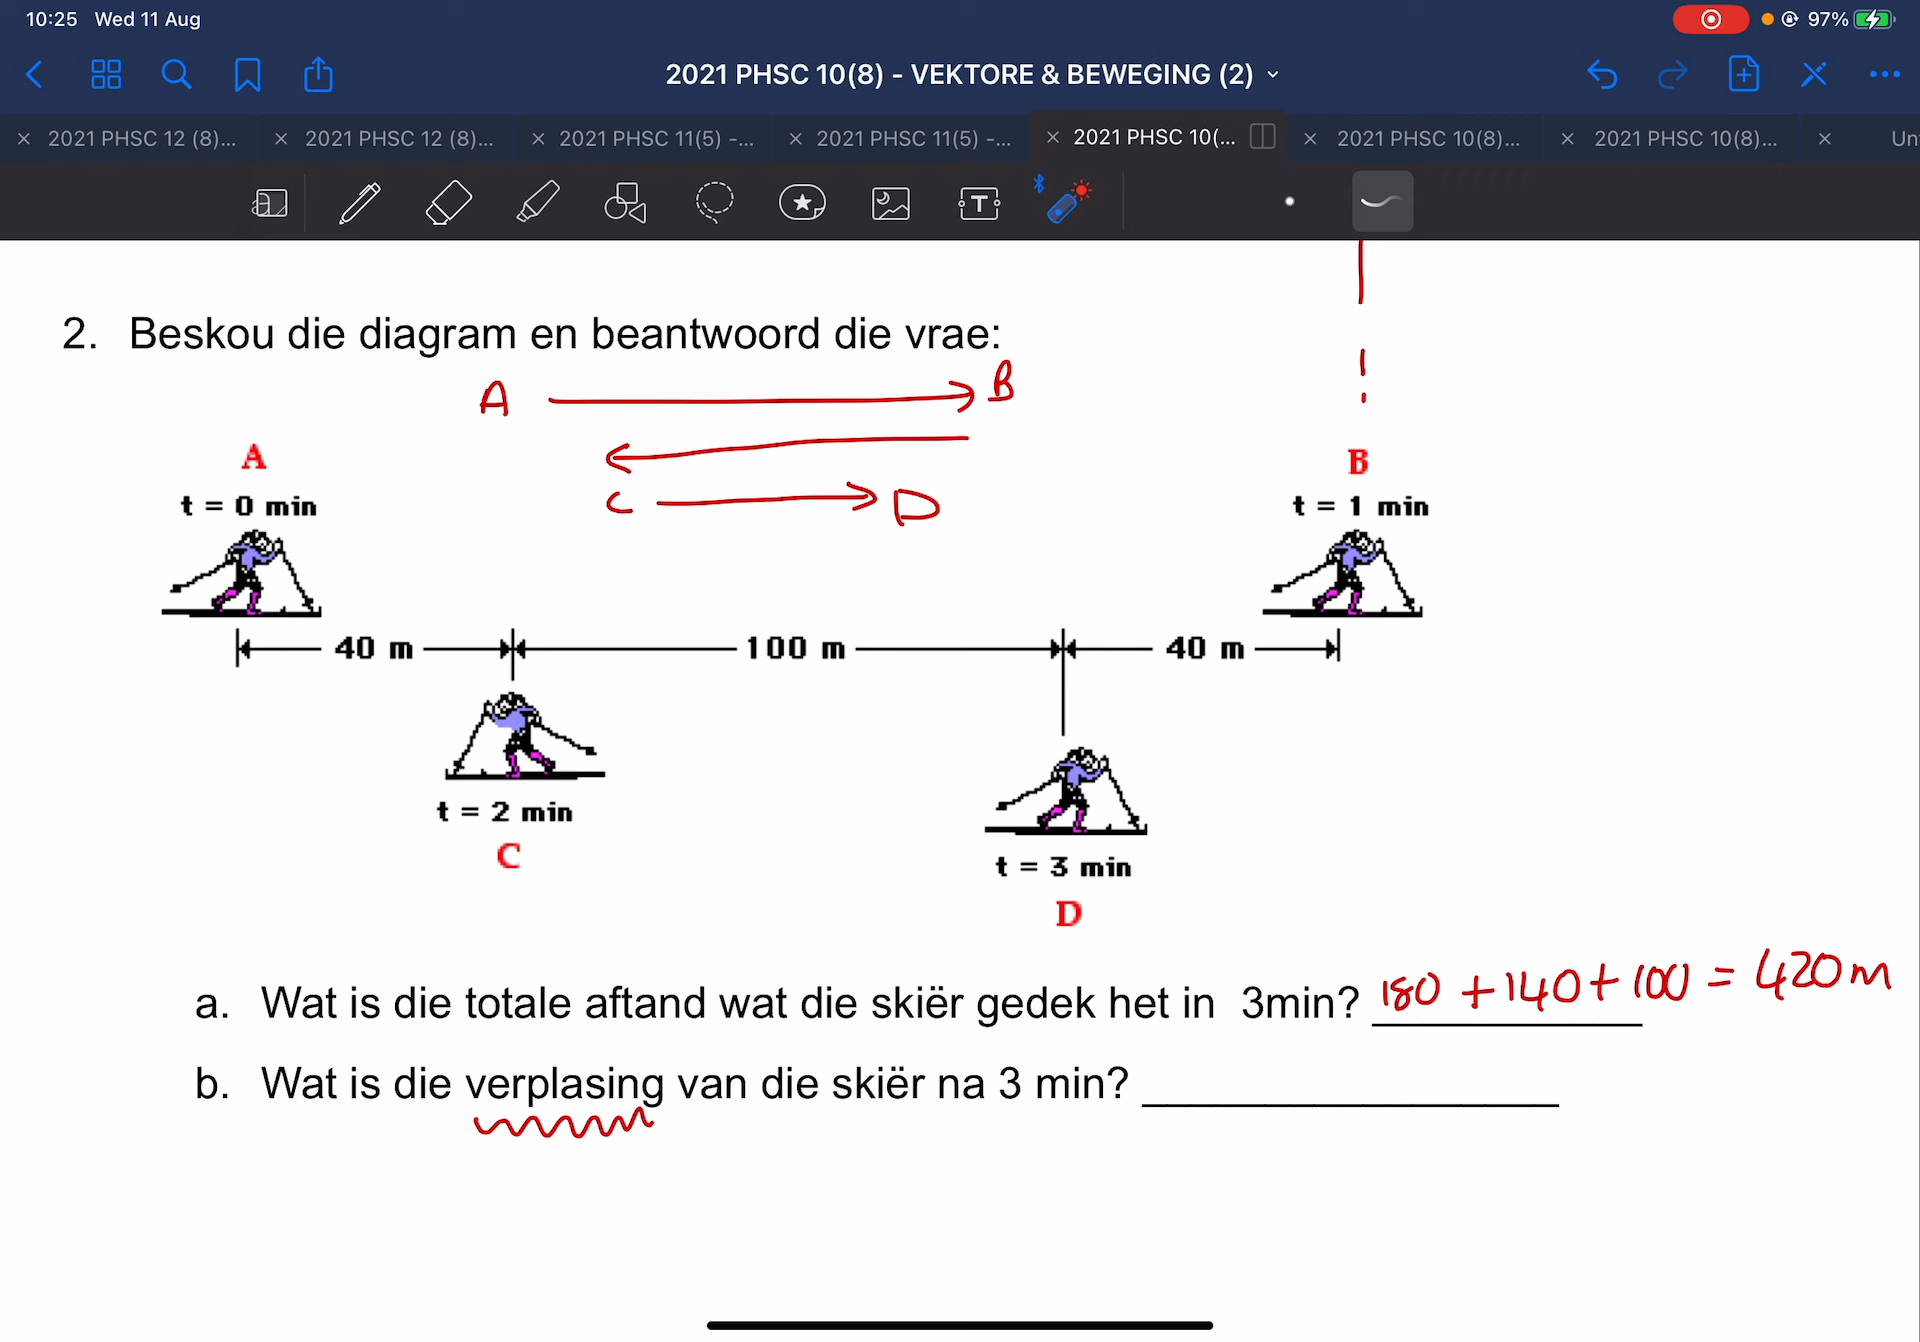 10:25 Wed 11 Aug 97%
2021 PHSC 10(8) - VEKTORE & BEWEGING (2)
2021 PHSC 12 (8)... 2021 PHSC 12 (8)... 2021 PHSC 11(5) -... 2021 PHSC 11(5) -... 2021 PHSC 10(... 2021 PHSC 10(8)... 2021 PHSC 10(8)... Un
2. Beskou die diagram en beantwoord die vrae:
A B
C D
A B
t = 0 min t = 1 min
40 m 100 m 40 m
t = 2 min
C
t = 3 min
D
a. Wat is die totale aftand wat die skiër gedek het in 3min? 180 + 140 + 100 = 420m
b. Wat is die verplasing van die skiër na 3 min?